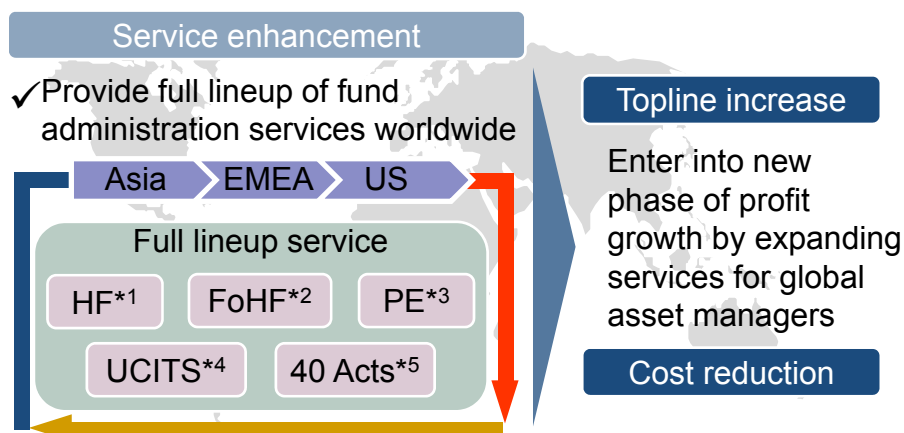 Service enhancement
✓Provide full lineup of fund
administration services worldwide
Asia EMEA US
Full lineup service
HF*1 FoHF*2 PE*3
UCITS*4 40 Acts*5
Topline increase
Enter into new
phase of profit
growth by expanding
services for global
asset managers
Cost reduction